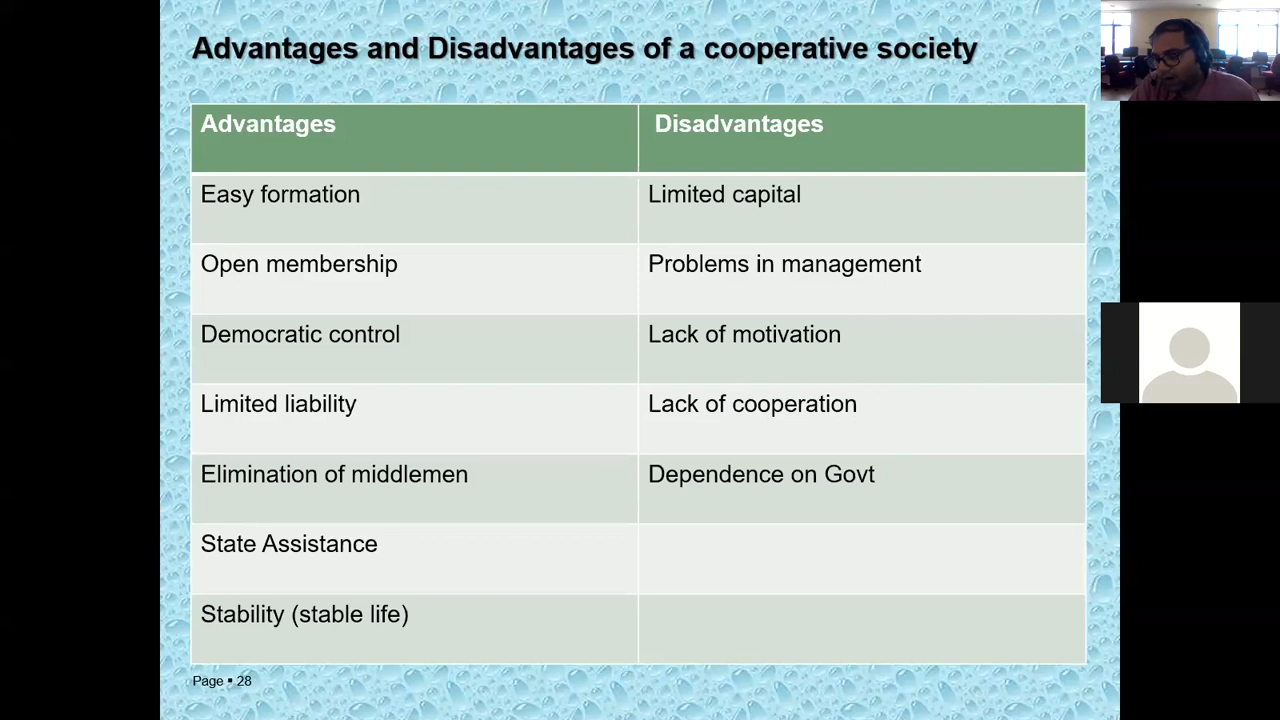 Advantages and Disadvantages of a cooperative society
Advantages Disadvantages
Easy formation Limited capital
Open membership Problems in management
Democratic control Lack of motivation
Limited liability Lack of cooperation
Elimination of middlemen Dependence on Govt
State Assistance
Stability (stable life)
Page ▪ 28